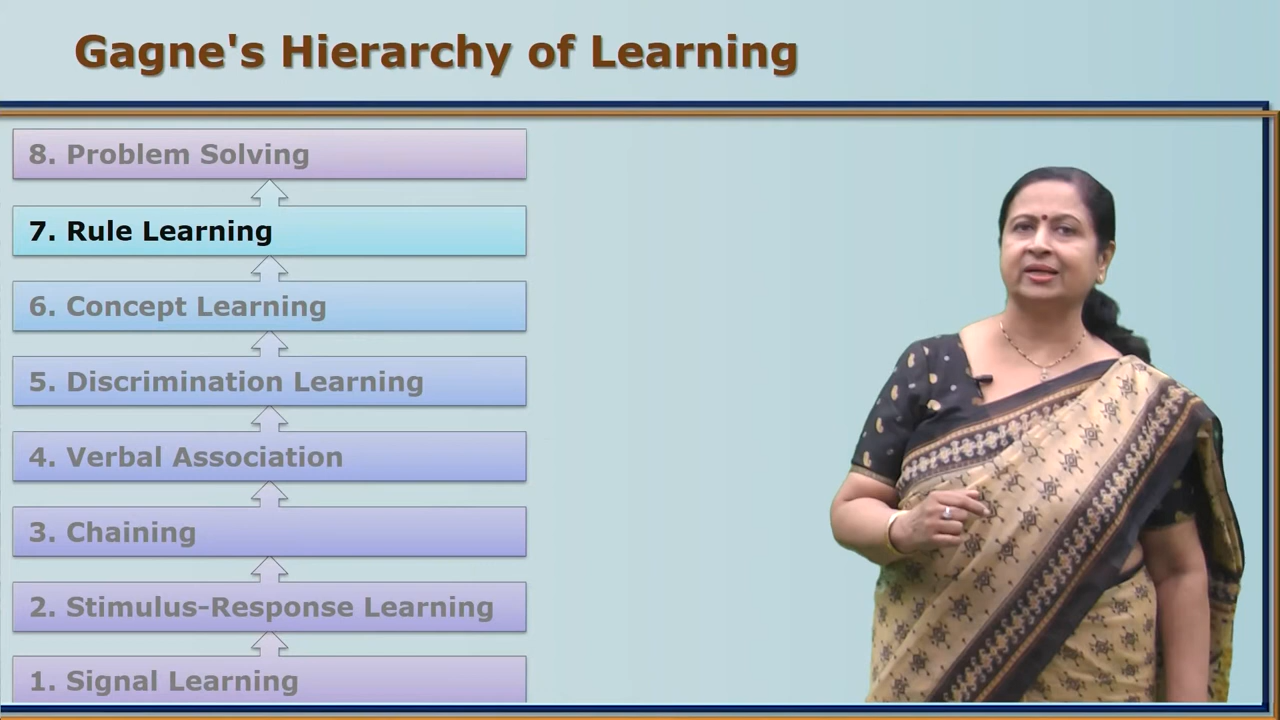 Gagne's Hierarchy of Learning
8. Problem Solving
7. Rule Learning
6. Concept Learning
5. Discrimination Learning
4. Verbal Association
3. Chaining
2. Stimulus-Response Learning
1. Signal Learning